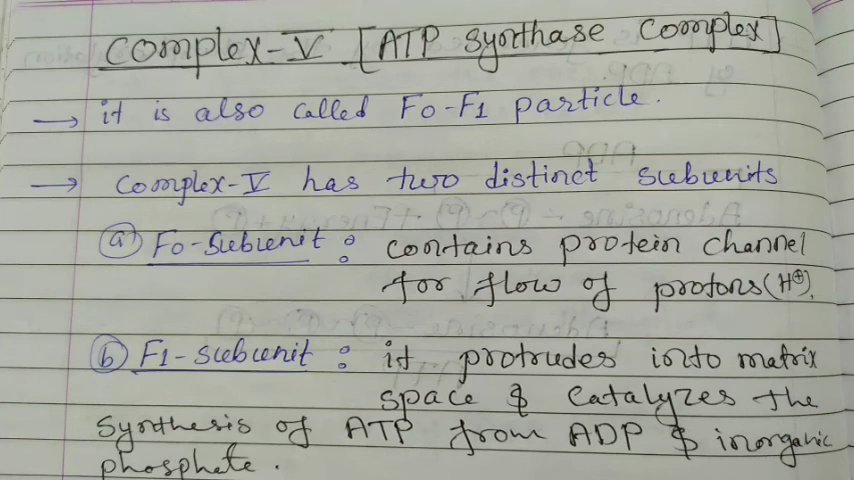 Complex-V [ATP synthase Complex]
→ it is also called F0-F1 particle.
→ Complex-V has two distinct subunits
(a) F0-Subunit : contains protein channel
for flow of protons (H⊕).
(b) F1-subunit : it protrudes into matrix
space & Catalyzes the
synthesis of ATP from ADP & inorganic
phosphate.